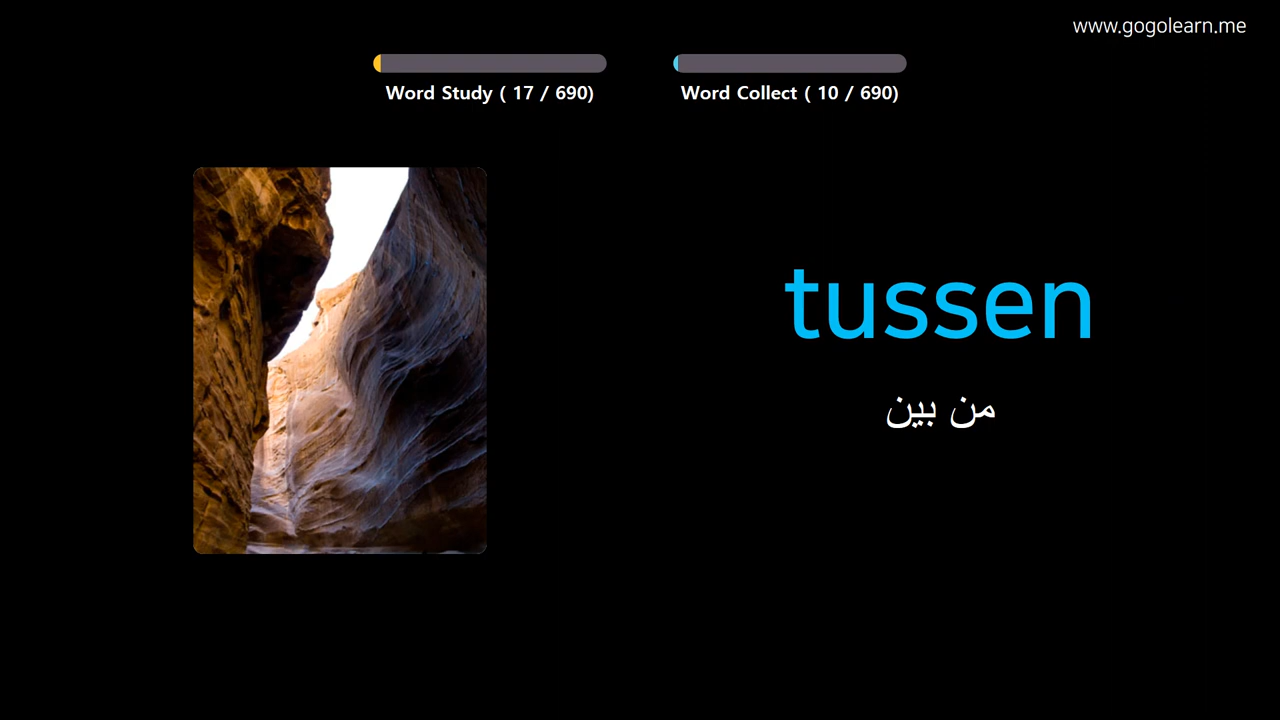 www.gogolearn.me
Word Study ( 17 / 690)
Word Collect ( 10 / 690)
tussen
من بين